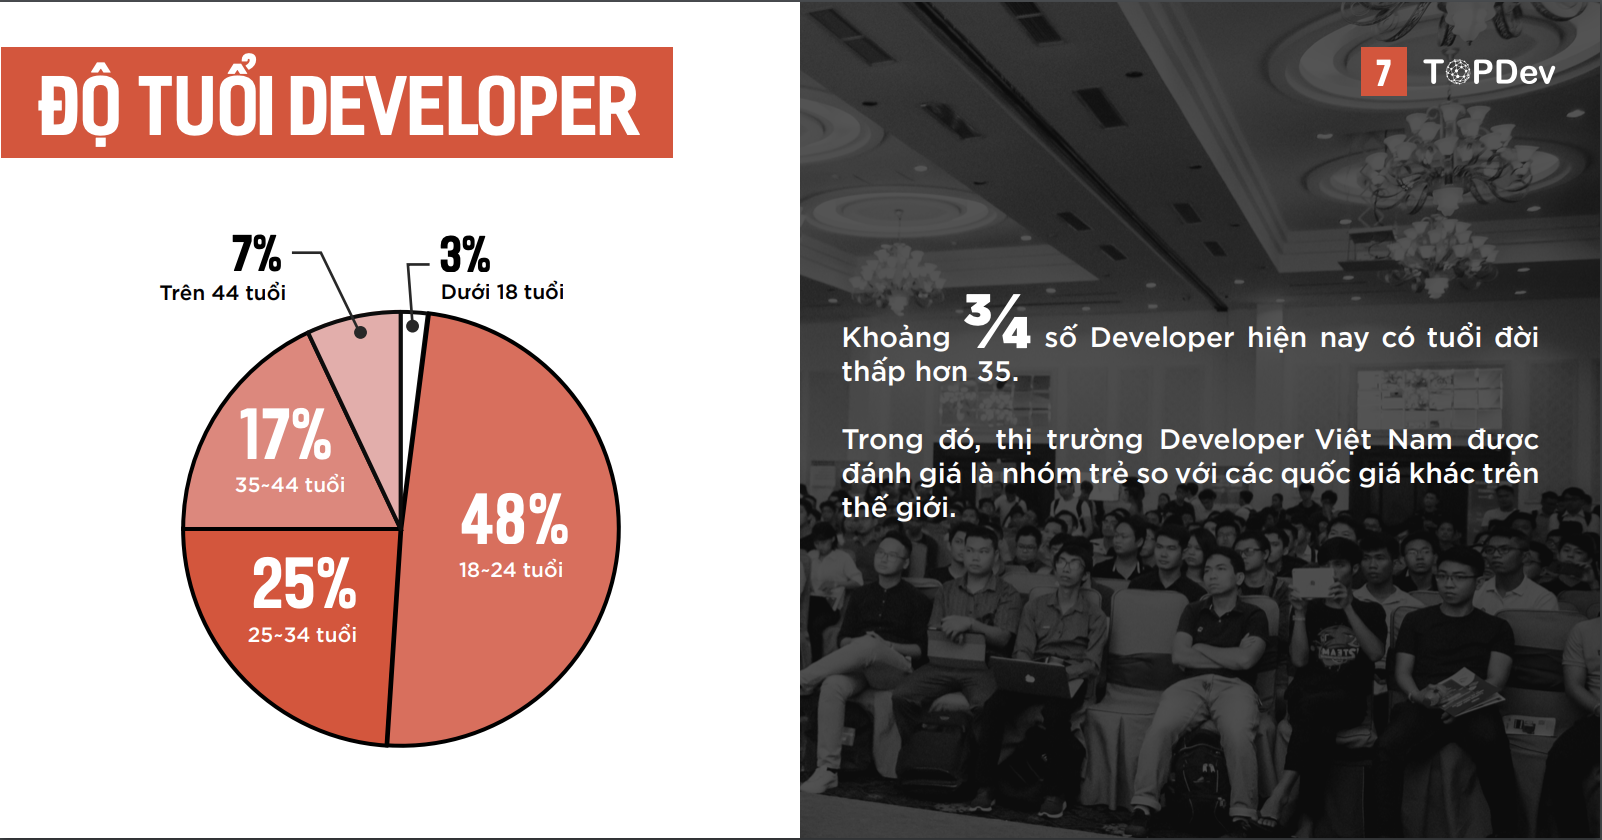 ĐỘ TUỔI DEVELOPER
7 TOPDev
7%
Trên 44 tuổi
3%
Dưới 18 tuổi
17%
35~44 tuổi
48%
18~24 tuổi
25%
25~34 tuổi
Khoảng 3/4 số Developer hiện nay có tuổi đời
thấp hơn 35.
Trong đó, thị trường Developer Việt Nam được
đánh giá là nhóm trẻ so với các quốc giá khác trên
thế giới.